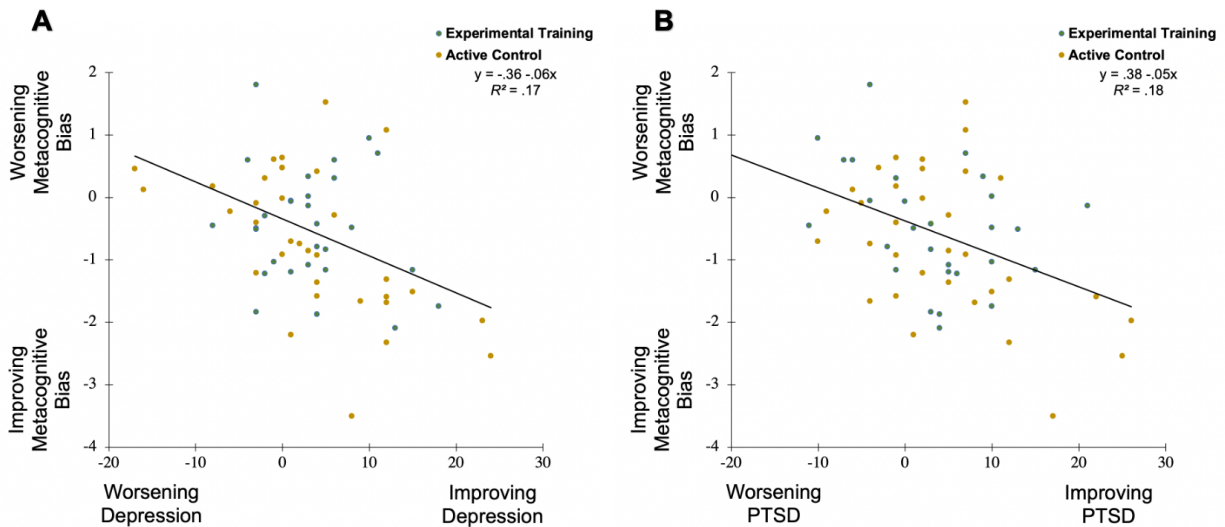 A
Experimental Training
Active Control
y = -.36 -.06x
R² = .17
Worsening
Metacognitive
Bias
Improving
Metacognitive
Bias
2
1
0
-1
-2
-3
-4
-20
-10
0
10
20
30
Worsening
Depression
Improving
Depression
B
Experimental Training
Active Control
y = .38 -.05x
R² = .18
Worsening
Metacognitive
Bias
Improving
Metacognitive
Bias
2
1
0
-1
-2
-3
-4
-20
-10
0
10
20
30
Worsening
PTSD
Improving
PTSD